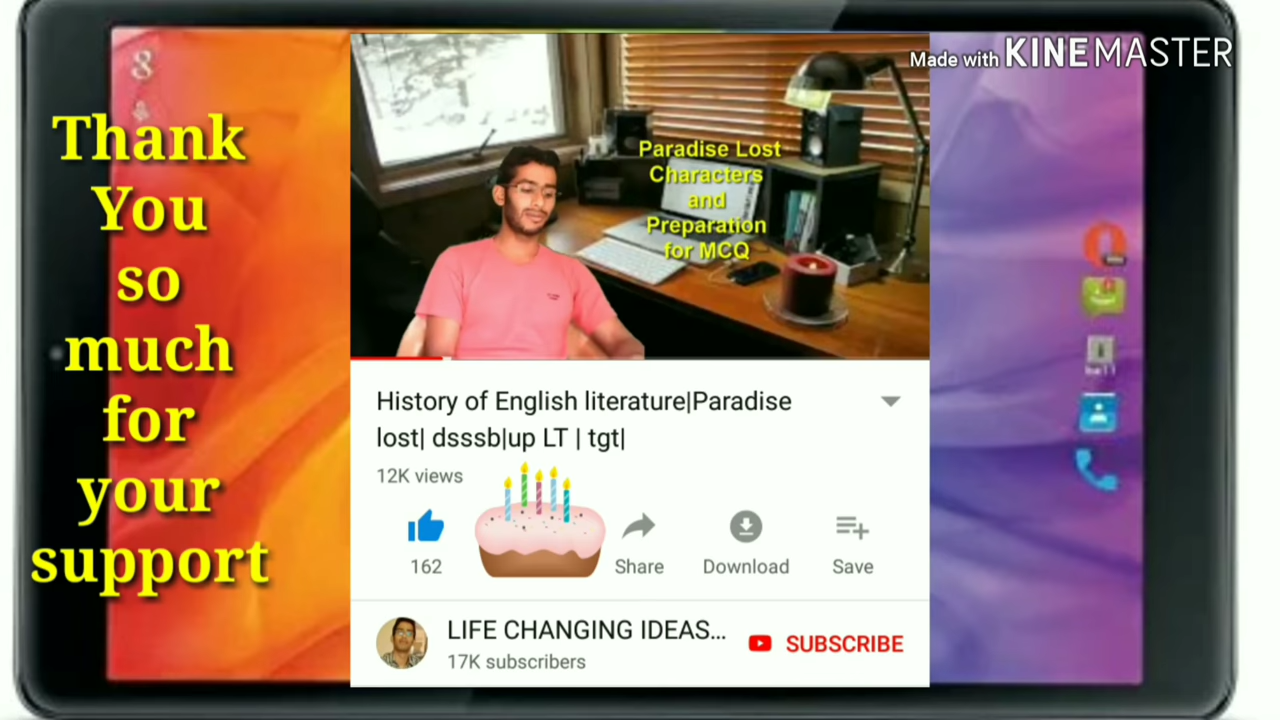 Made with KINEMASTER
Thank
You
so
much
for
your
support
Paradise Lost
Characters
and
Preparation
for MCQ
History of English literature|Paradise
lost| dsssb|up LT | tgt|
12K views
162
Share
Download
Save
LIFE CHANGING IDEAS...
17K subscribers
SUBSCRIBE